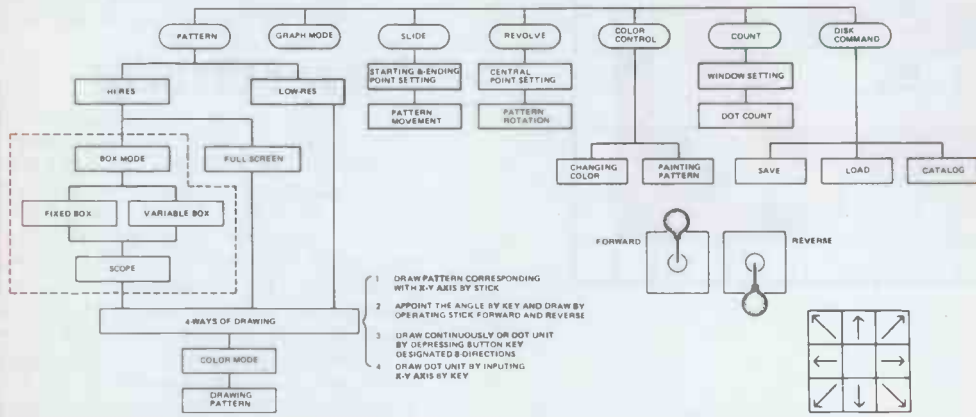 PATTERN
GRAPH MODE
SLIDE
REVOLVE
COLOR
CONTROL
COUNT
DISK
COMMAND
HI-RES
LOW-RES
STARTING & ENDING
POINT SETTING
PATTERN
MOVEMENT
CENTRAL
POINT SETTING
PATTERN
ROTATION
WINDOW SETTING
DOT COUNT
BOX MODE
FULL SCREEN
CHANGING
COLOR
PAINTING
PATTERN
SAVE
LOAD
CATALOG
FIXED BOX
VARIABLE BOX
SCOPE
FORWARD
REVERSE
4-WAYS OF DRAWING
1 DRAW PATTERN CORRESPONDING
WITH X-Y AXIS BY STICK
2 APPOINT THE ANGLE BY KEY AND DRAW BY
OPERATING STICK FORWARD AND REVERSE
3 DRAW CONTINUOUSLY OR DOT UNIT
BY DEPRESSING BUTTON KEY
DESIGNATED 8-DIRECTIONS
4 DRAW DOT UNIT BY INPUTING
X-Y AXIS BY KEY
COLOR MODE
DRAWING
PATTERN